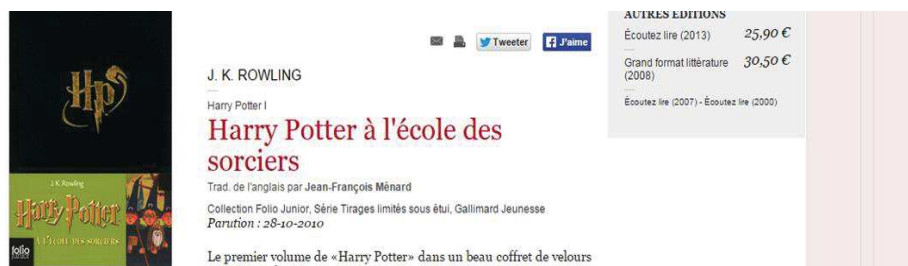 Tweeter
J'aime
J. K. ROWLING
Harry Potter I
Harry Potter à l'école des
sorciers
Trad. de l'anglais par Jean-François Ménard
Collection Folio Junior, Série Tirages limités sous étui, Gallimard Jeunesse
Parution : 28-10-2010
Le premier volume de «Harry Potter» dans un beau coffret de velours
AUTRES EDITIONS
Écoutez lire (2013) 25,90 €
Grand format littérature 30,50 €
(2008)
Écoutez lire (2007) - Écoutez lire (2000)
HP
J.K. Rowling
Harry Potter
A L'ECOLE DES SORCIERS
folio
junior